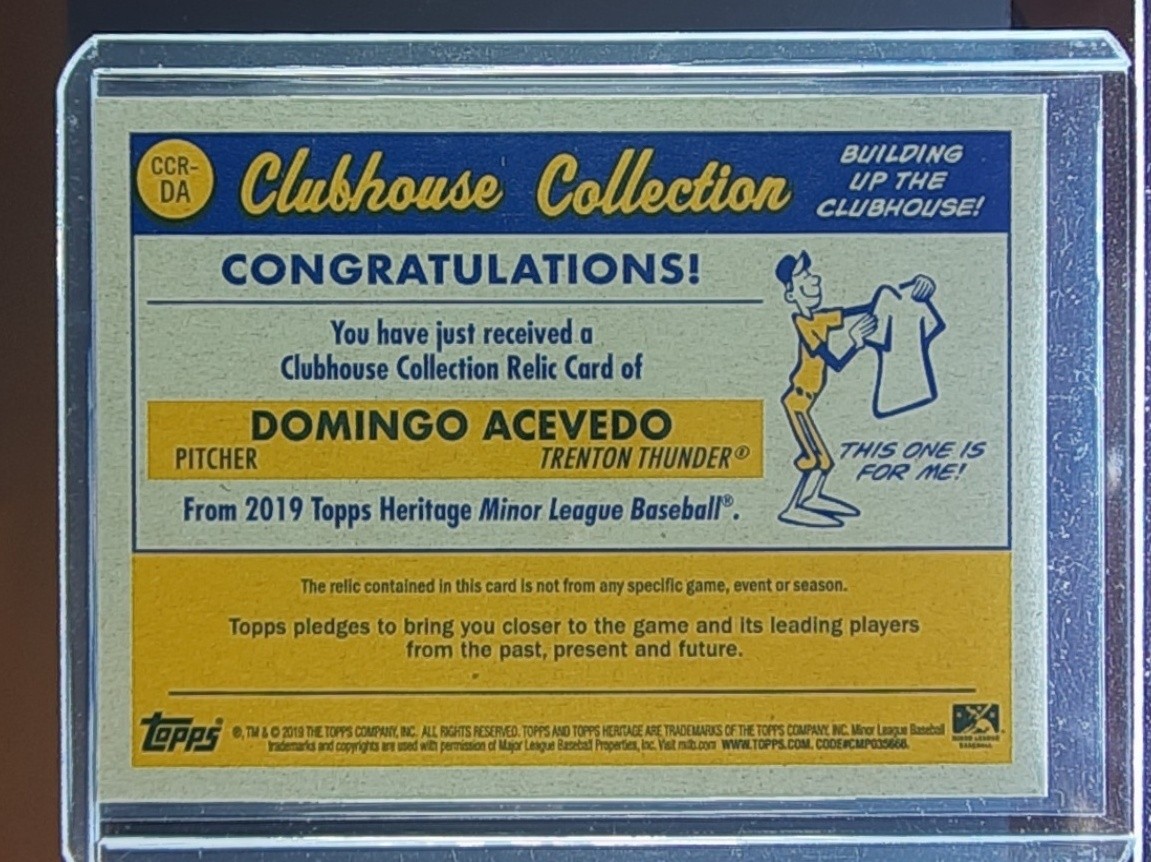 CCR-
DA
Clubhouse Collection
BUILDING
UP THE
CLUBHOUSE!
CONGRATULATIONS!
You have just received a
Clubhouse Collection Relic Card of
DOMINGO ACEVEDO
PITCHER
TRENTON THUNDER®
From 2019 Topps Heritage Minor League Baseball®.
THIS ONE IS
FOR ME!
The relic contained in this card is not from any specific game, event or season.
Topps pledges to bring you closer to the game and its leading players
from the past, present and future.
topps®
®, TM & © 2019 THE TOPPS COMPANY, INC. ALL RIGHTS RESERVED. TOPPS AND TOPPS HERITAGE ARE TRADEMARKS OF THE TOPPS COMPANY, INC. Minor League Baseball
trademarks and copyrights are used with permission of Major League Baseball Properties, Inc. Visit milb.com WWW.TOPPS.COM. CODE#CMP035666.
MINOR LEAGUE
BASEBALL